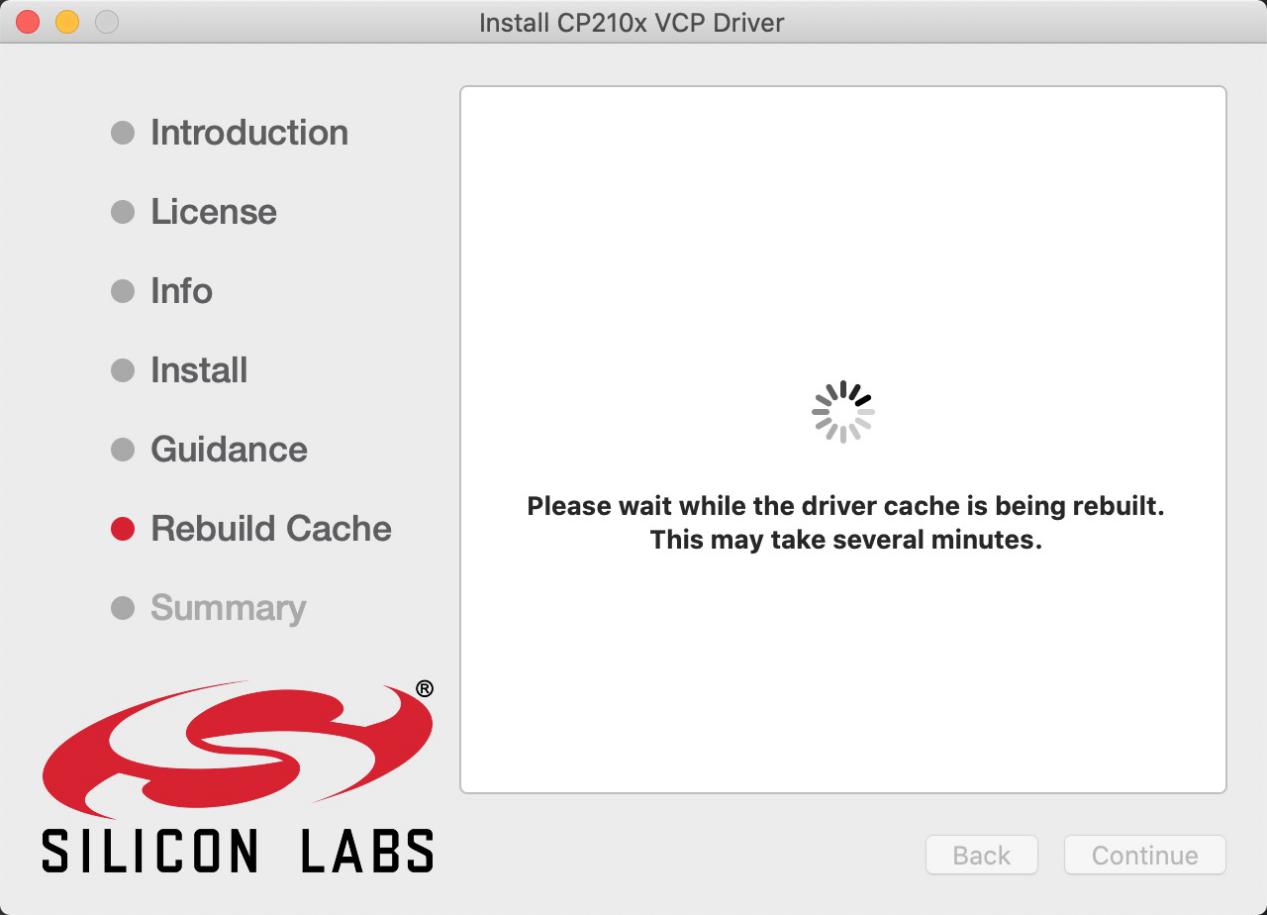 Install CP210x VCP Driver
Introduction
License
Info
Install
Guidance
Rebuild Cache
Summary
Please wait while the driver cache is being rebuilt.
This may take several minutes.
®
SILICON LABS
Back
Continue